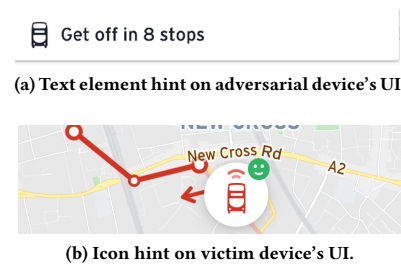 Get off in 8 stops
(a) Text element hint on adversarial device's UI
NEW CROSS
New Cross Rd
A2
(b) Icon hint on victim device's UI.